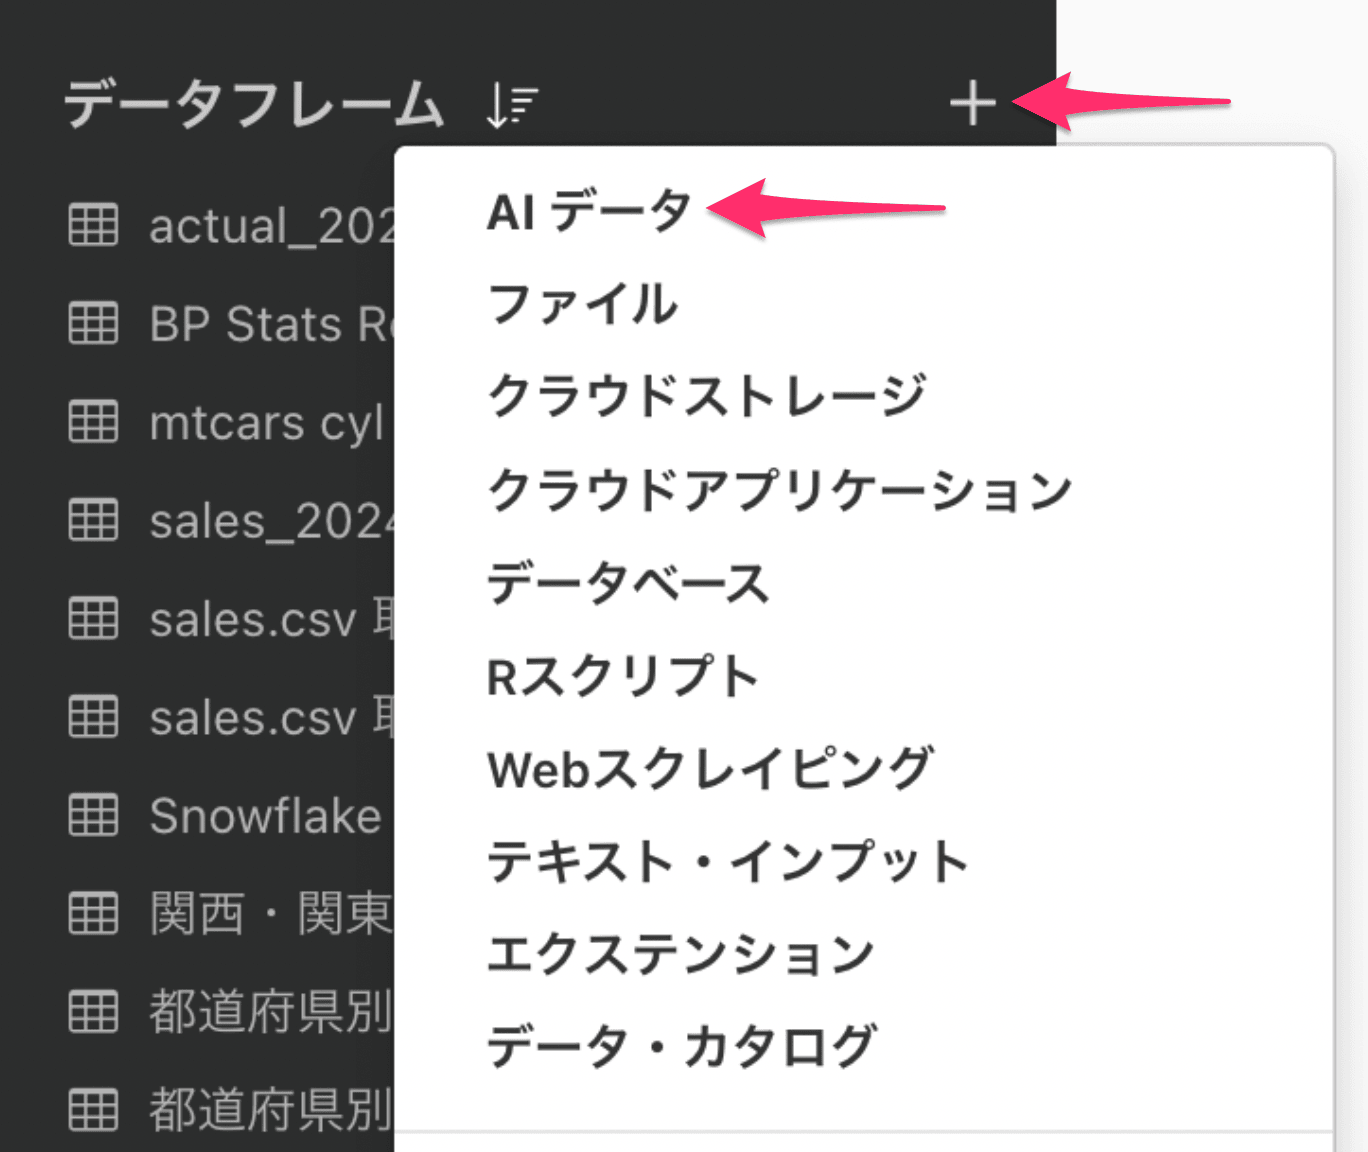 データフレーム
actual_202
BP Stats
mtcars cyl
sales_2024
sales.csv
sales.csv
Snowflake
関西・関東
都道府県別
都道府県別
AI データ
ファイル
クラウドストレージ
クラウドアプリケーション
データベース
Rスクリプト
Webスクレイピング
テキスト・インプット
エクステンション
データ・カタログ